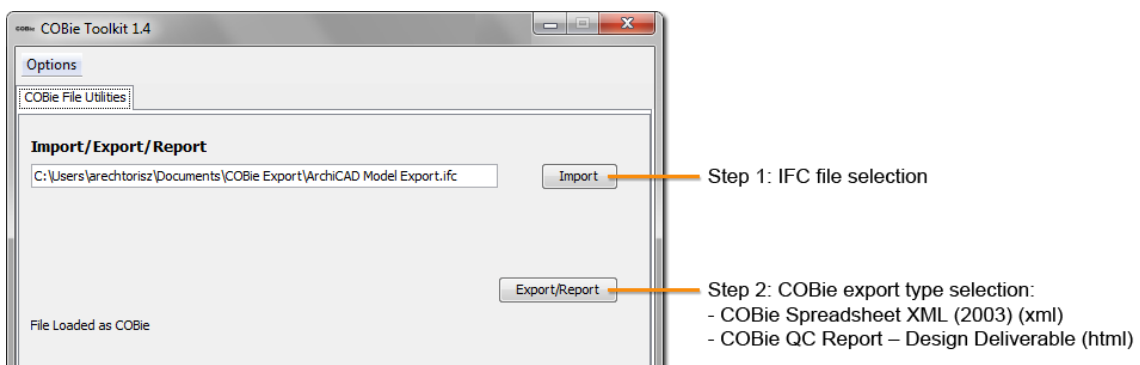 COBie COBie Toolkit 1.4
Options
COBie File Utilities
Import/Export/Report
C:\Users\arechtorisz\Documents\COBie Export\ArchiCAD Model Export.ifc
Import
Step 1: IFC file selection
Export/Report
Step 2: COBie export type selection:
- COBie Spreadsheet XML (2003) (xml)
- COBie QC Report – Design Deliverable (html)
File Loaded as COBie